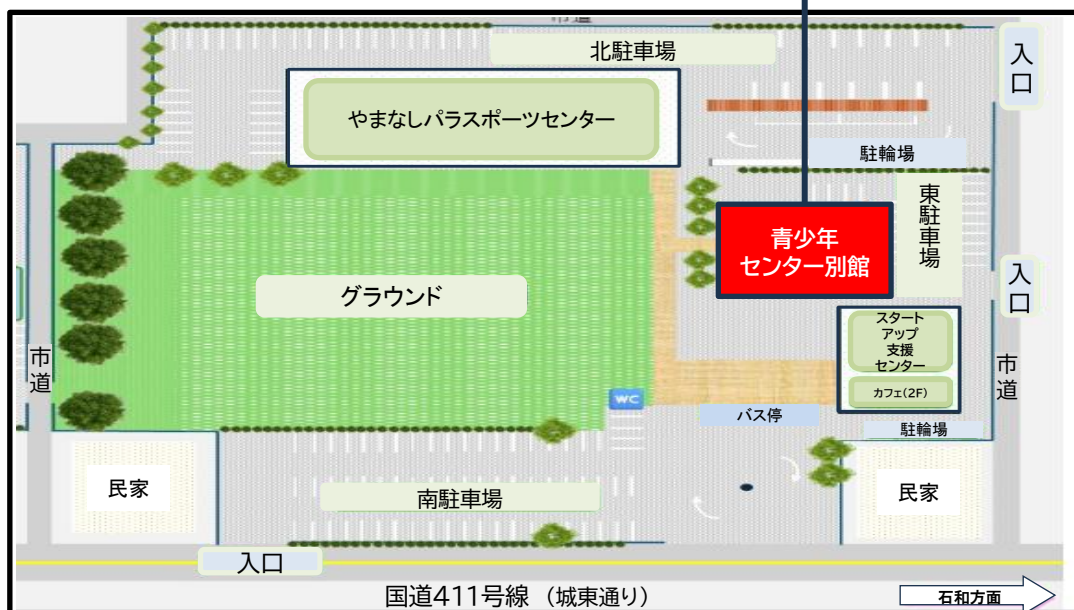 市道
北駐車場
入口
やまなしパラスポーツセンター
駐輪場
東駐車場
青少年
センター別館
グラウンド
入口
スタート
アップ
支援
センター
カフェ(2F)
市道
市道
WC
バス停
駐輪場
民家
南駐車場
民家
入口
国道411号線 (城東通り)
石和方面